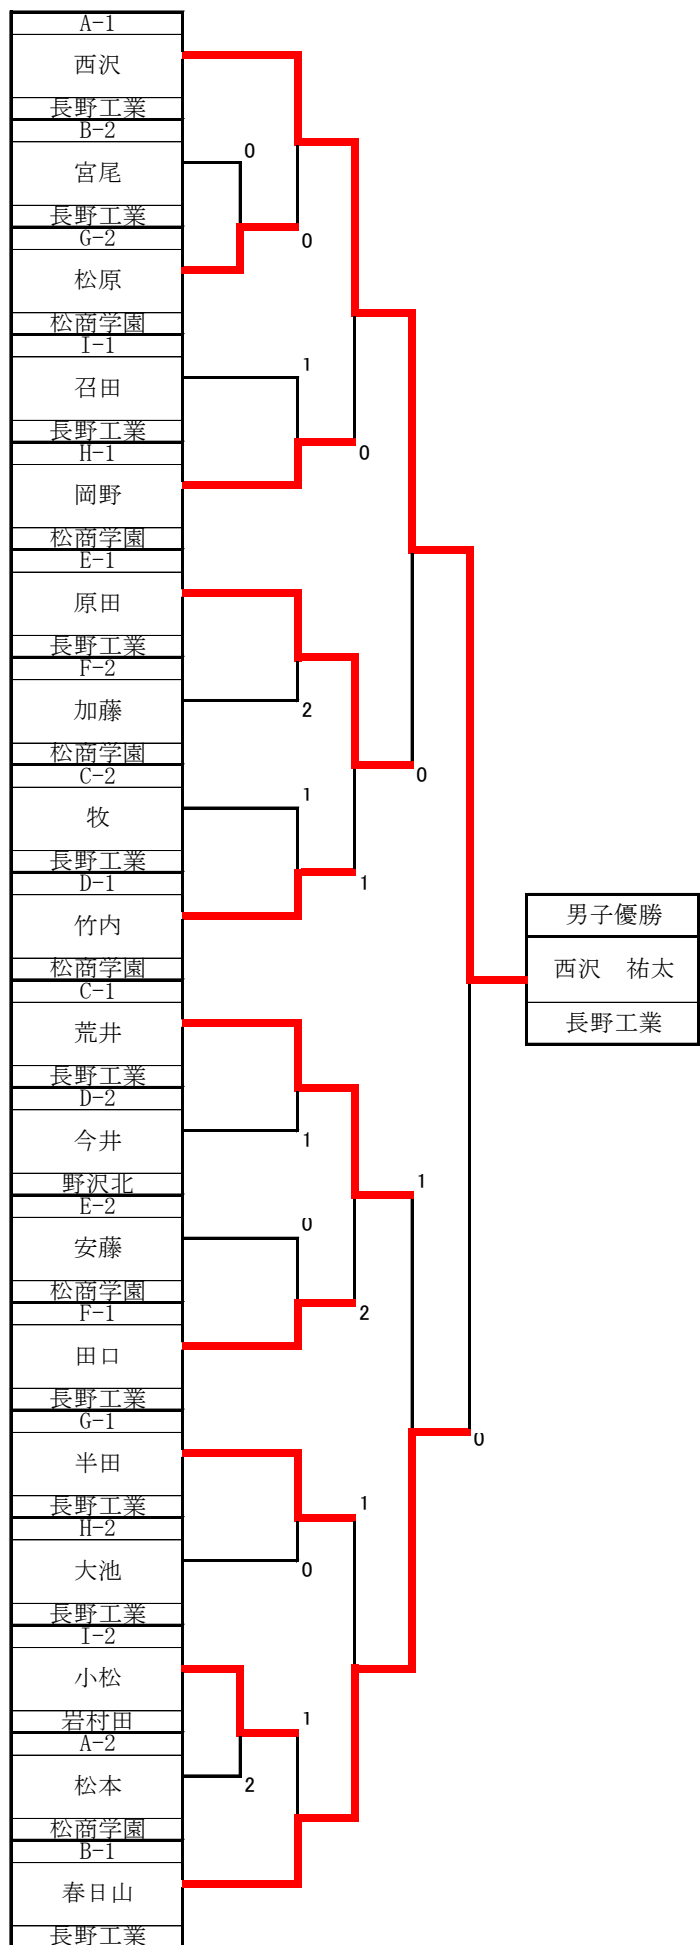 A-1
西沢
長野工業
B-2
宮尾
長野工業
G-2
松原
松商学園
I-1
召田
長野工業
H-1
岡野
松商学園
E-1
原田
長野工業
F-2
加藤
松商学園
C-2
牧
長野工業
D-1
竹内
松商学園
C-1
荒井
長野工業
D-2
今井
野沢北
E-2
安藤
松商学園
F-1
田口
長野工業
G-1
半田
長野工業
H-2
大池
長野工業
I-2
小松
岩村田
A-2
松本
松商学園
B-1
春日山
長野工業
0
0
1
0
2
1
1
0
1
0
2
1
0
1
0
1
2
男子優勝
西沢　祐太
長野工業